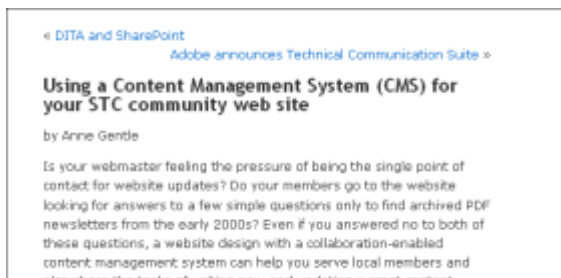 « DITA and SharePoint
Adobe announces Technical Communication Suite »
Using a Content Management System (CMS) for
your STC community web site
by Anne Gentle
Is your webmaster feeling the pressure of being the single point of
contact for website updates? Do your members go to the website
looking for answers to a few simple questions only to find archived PDF
newsletters from the early 2000s? Even if you answered no to both of
these questions, a website design with a collaboration-enabled
content management system can help you serve local members and